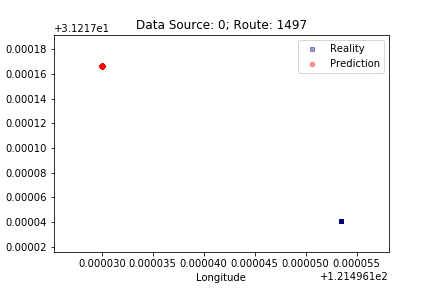 Data Source: 0; Route: 1497
+3.1217e1
0.00018
0.00016
0.00014
0.00012
0.00010
0.00008
0.00006
0.00004
0.00002
Reality
Prediction
0.000030 0.000035 0.000040 0.000045 0.000050 0.000055
Longitude
+1.214961e2